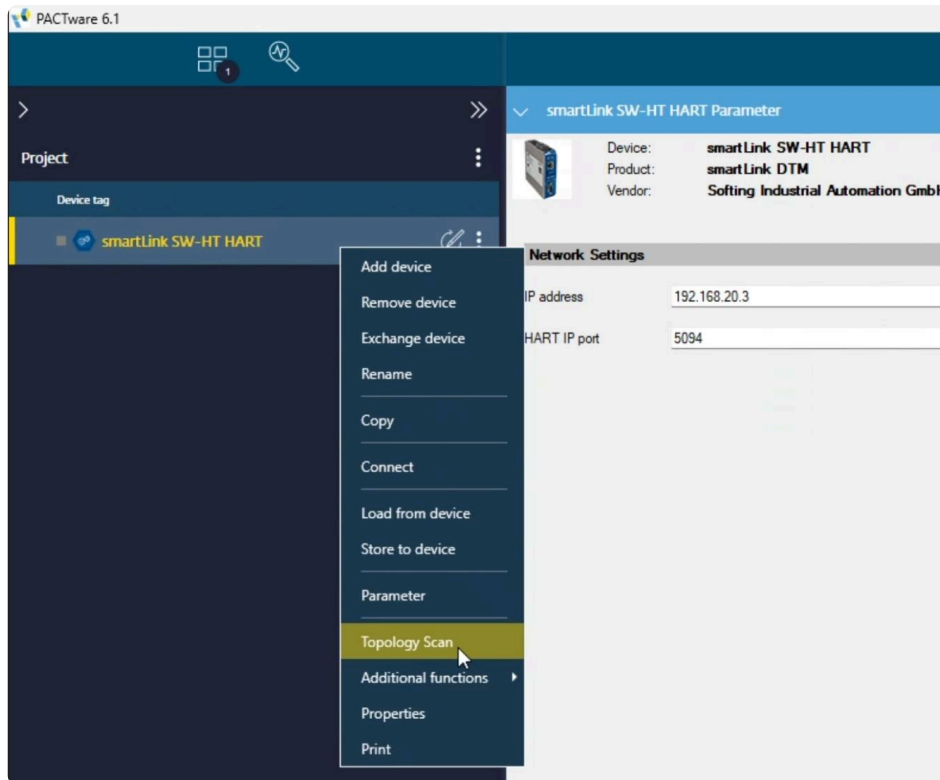 PACTware 6.1
1
Project
Device tag
smartLink SW-HT HART
Add device
Remove device
Exchange device
Rename
Copy
Connect
Load from device
Store to device
Parameter
Topology Scan
Additional functions
Properties
Print
smartLink SW-HT HART Parameter
Device: smartLink SW-HT HART
Product: smartLink DTM
Vendor: Softing Industrial Automation GmbH
Network Settings
IP address 192.168.20.3
HART IP port 5094